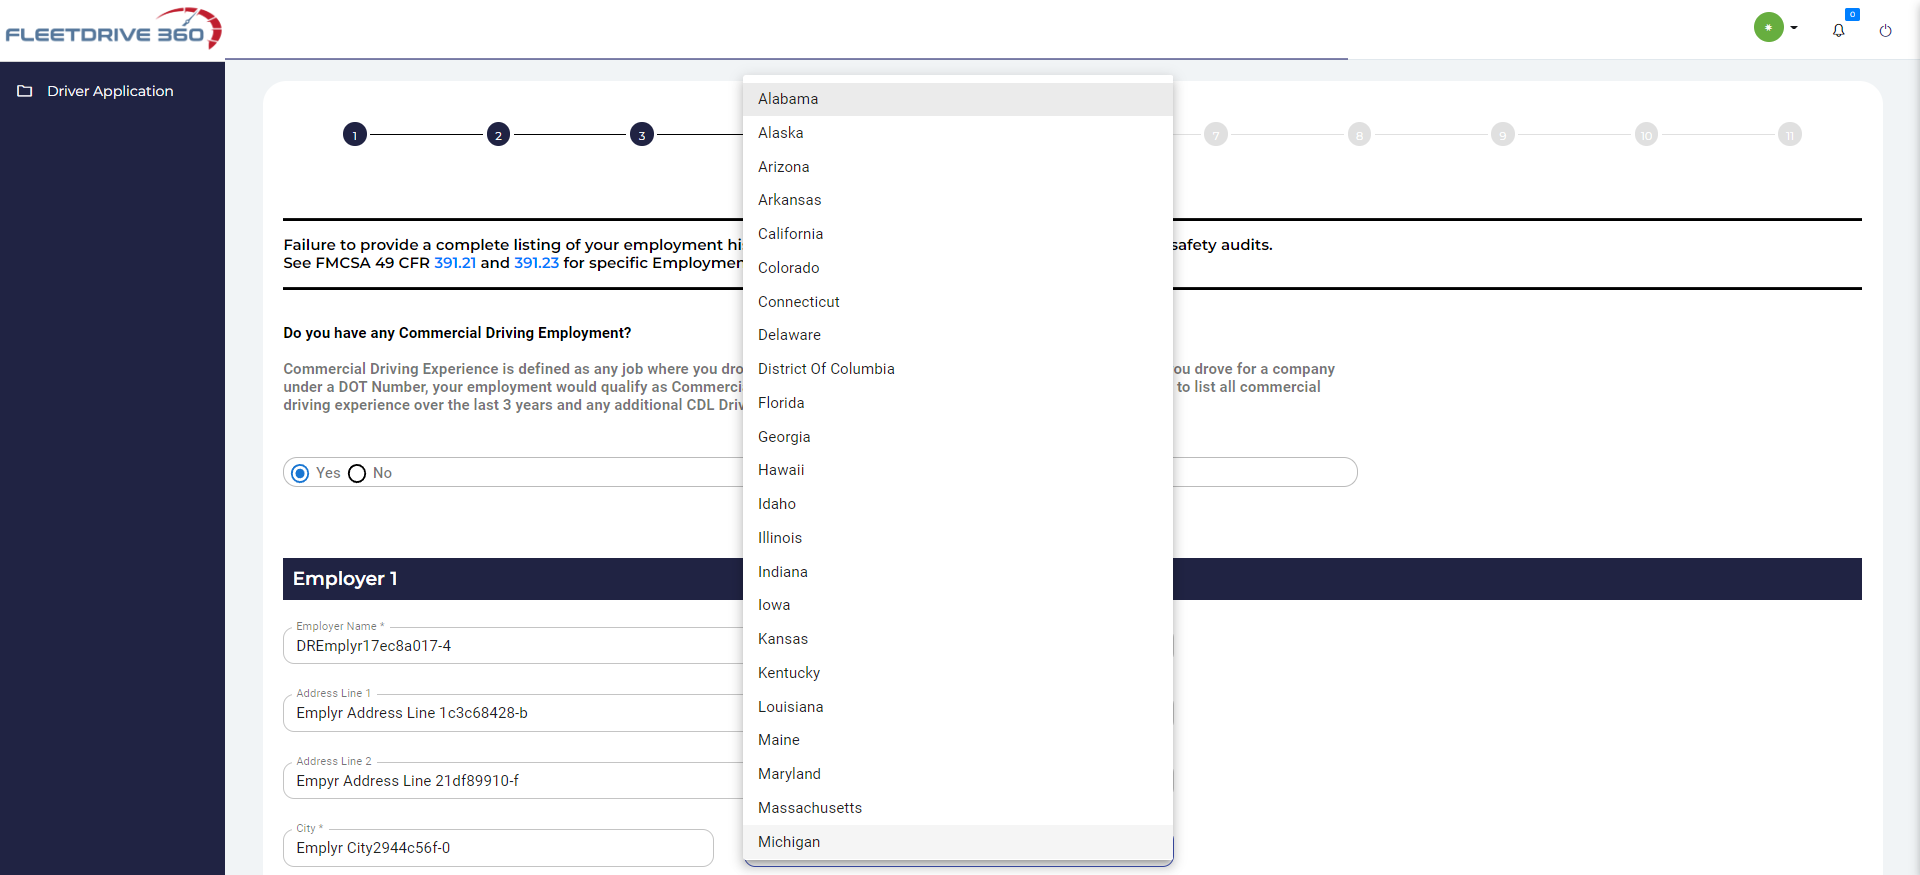 FLEETDRIVE 360
0
Driver Application
1
2
3
7
8
9
10
11
Failure to provide a complete listing of your employment hi
safety audits.
See FMCSA 49 CFR 391.21 and 391.23 for specific Employmen
Do you have any Commercial Driving Employment?
Commercial Driving Experience is defined as any job where you dro
ou drove for a company
under a DOT Number, your employment would qualify as Commerci
to list all commercial
driving experience over the last 3 years and any additional CDL Driv
Yes
No
Employer 1
Employer Name *
DREmplyr17ec8a017-4
Address Line 1
Emplyr Address Line 1c3c68428-b
Address Line 2
Empyr Address Line 21df89910-f
City *
Emplyr City2944c56f-0
Alabama
Alaska
Arizona
Arkansas
California
Colorado
Connecticut
Delaware
District Of Columbia
Florida
Georgia
Hawaii
Idaho
Illinois
Indiana
Iowa
Kansas
Kentucky
Louisiana
Maine
Maryland
Massachusetts
Michigan